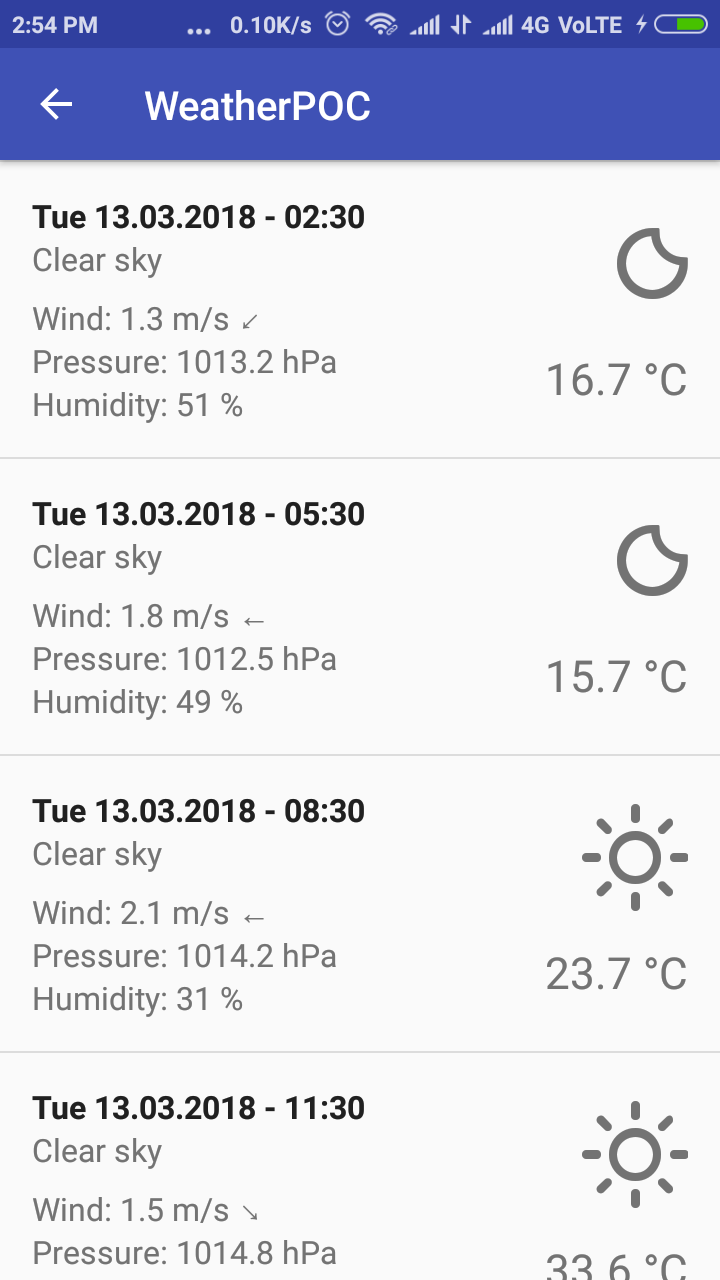 2:54 PM ... 0.10K/s 4G VoLTE
WeatherPOC
Tue 13.03.2018 - 02:30
Clear sky
Wind: 1.3 m/s ↙
Pressure: 1013.2 hPa
Humidity: 51 %
16.7 °C
Tue 13.03.2018 - 05:30
Clear sky
Wind: 1.8 m/s ←
Pressure: 1012.5 hPa
Humidity: 49 %
15.7 °C
Tue 13.03.2018 - 08:30
Clear sky
Wind: 2.1 m/s ←
Pressure: 1014.2 hPa
Humidity: 31 %
23.7 °C
Tue 13.03.2018 - 11:30
Clear sky
Wind: 1.5 m/s ↘
Pressure: 1014.8 hPa
33.6 °C